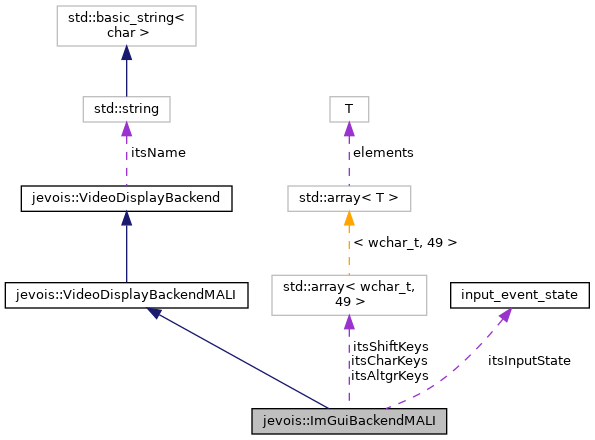 std::basic_string<
char >
std::string
T
itsName
elements
jevois::VideoDisplayBackend
std::array< T >
< wchar_t, 49 >
jevois::VideoDisplayBackendMALI
std::array< wchar_t,
49 >
input_event_state
itsShiftKeys
itsCharKeys
itsAltgrKeys
itsInputState
jevois::ImGuiBackendMALI